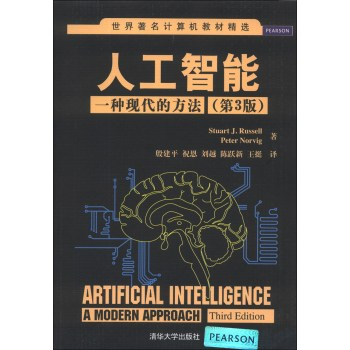 世界著名计算机教材精选
PEARSON
人工智能
一种现代的方法(第3版)
Stuart J. Russell
Peter Norvig
著
殷建平 祝恩 刘越 陈跃新 王挺 译
ARTIFICIAL INTELLIGENCE
A MODERN APPROACH Third Edition
清华大学出版社
PEARSON